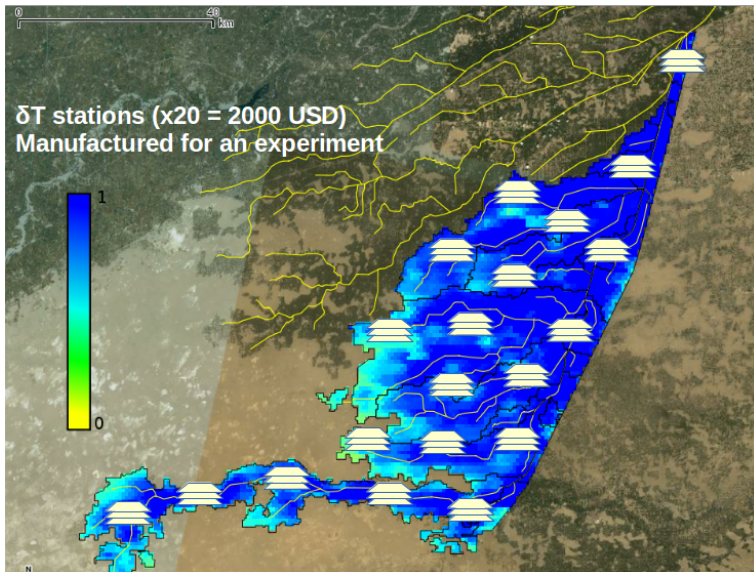 0
40
km
δT stations (x20 = 2000 USD)
Manufactured for an experiment
1
0
N